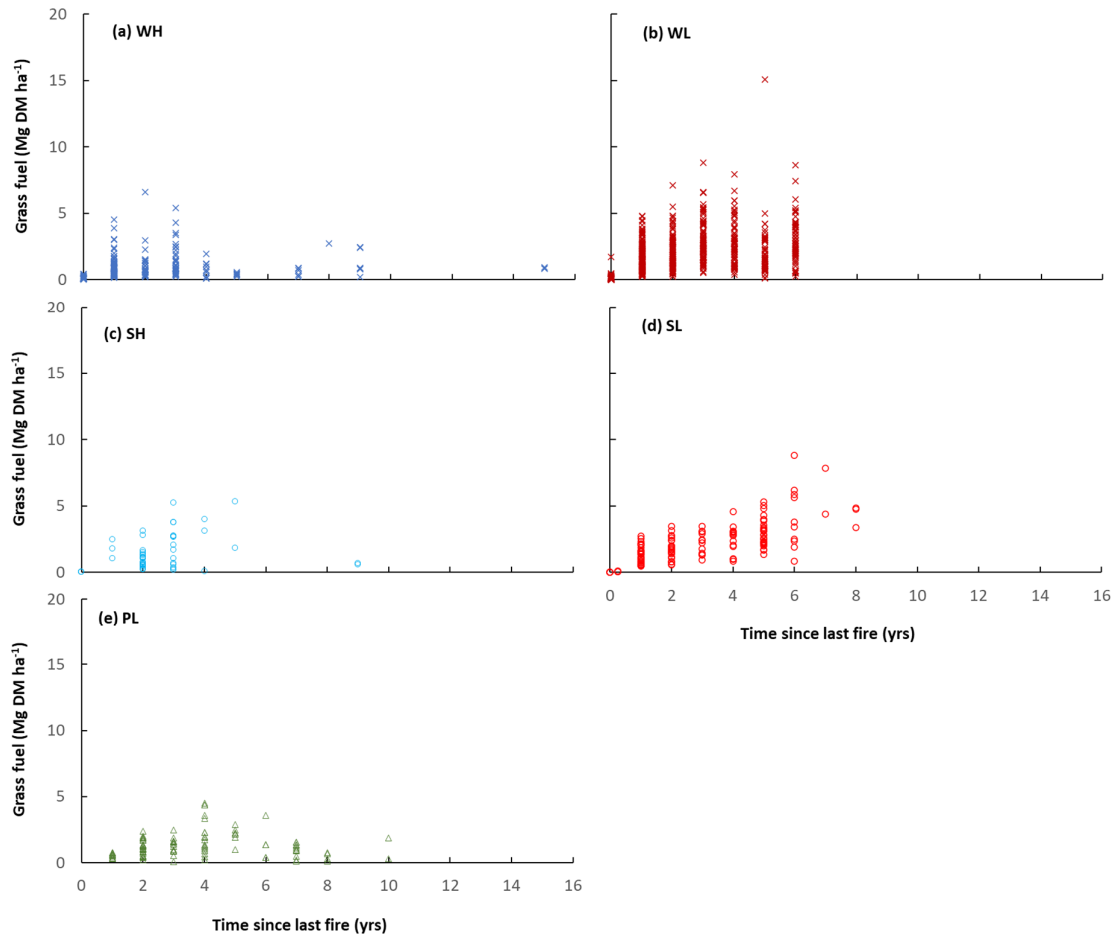 (a) WH
Grass fuel (Mg DM ha⁻¹)
20
15
10
5
0
(b) WL
20
15
10
5
0
(c) SH
Grass fuel (Mg DM ha⁻¹)
20
15
10
5
0
(d) SL
20
15
10
5
0
0 2 4 6 8 10 12 14 16
Time since last fire (yrs)
(e) PL
Grass fuel (Mg DM ha⁻¹)
20
15
10
5
0
0 2 4 6 8 10 12 14 16
Time since last fire (yrs)